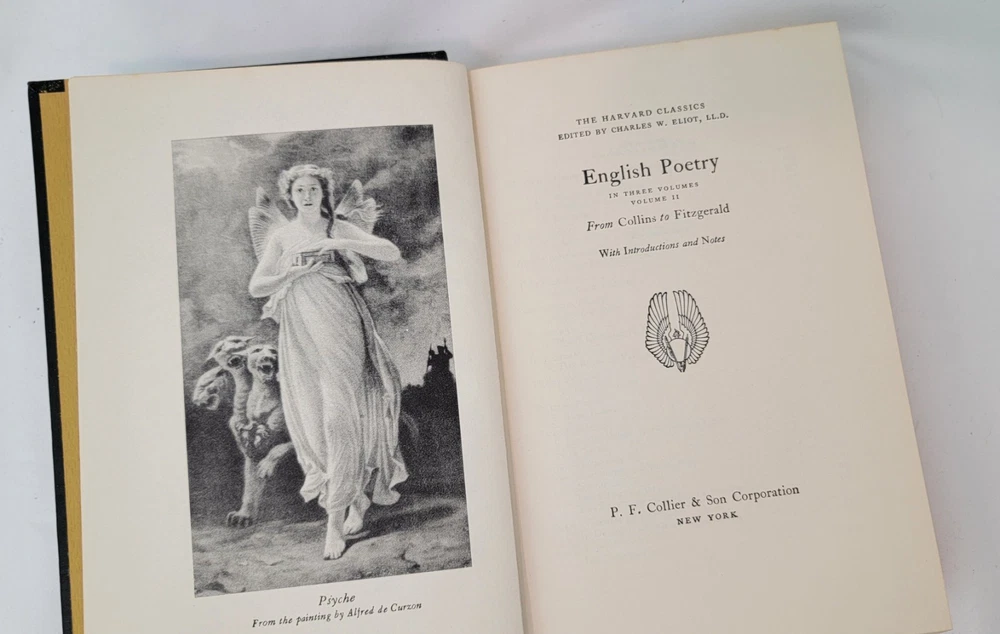 Psyche
From the painting by Alfred de Curzon
THE HARVARD CLASSICS
EDITED BY CHARLES W. ELIOT, LL.D.
English Poetry
IN THREE VOLUMES
VOLUME II
From Collins to Fitzgerald
With Introductions and Notes
P. F. Collier & Son Corporation
NEW YORK